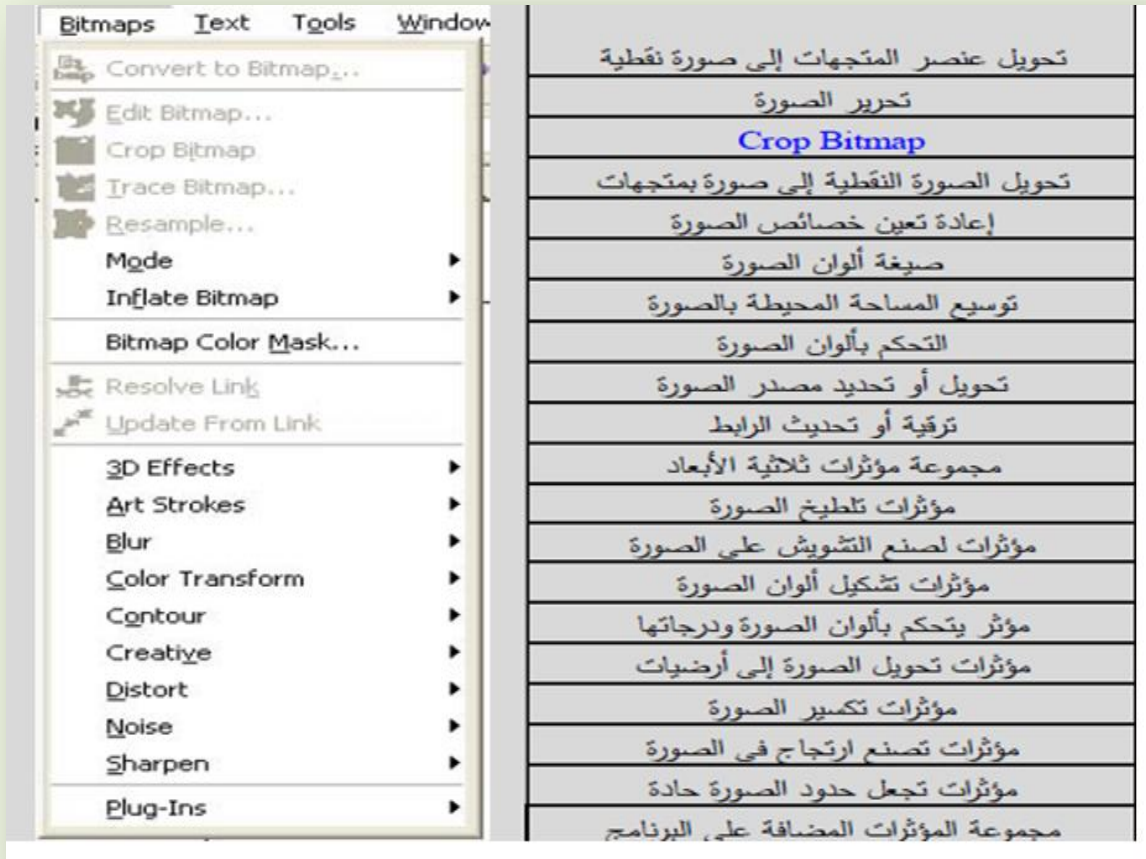 Bitmaps Text Tools Window
Convert to Bitmap...
Edit Bitmap...
Crop Bitmap
Trace Bitmap...
Resample...
Mode
Inflate Bitmap
Bitmap Color Mask...
Resolve Link
Update From Link
3D Effects
Art Strokes
Blur
Color Transform
Contour
Creative
Distort
Noise
Sharpen
Plug-Ins
تحويل عنصر المتجهات إلى صورة نقطية
تحرير الصورة
Crop Bitmap
تحويل الصورة النقطية إلى صورة بمتجهات
إعادة تعين خصائص الصورة
صيغة ألوان الصورة
توسيع المساحة المحيطة بالصورة
التحكم بألوان الصورة
تحويل أو تحديد مصدر الصورة
ترقية أو تحديث الرابط
مجموعة مؤثرات ثلاثية الأبعاد
مؤثرات تلطيخ الصورة
مؤثرات لصنع التشويش على الصورة
مؤثرات تشكيل ألوان الصورة
مؤثر يتحكم بألوان الصورة ودرجاتها
مؤثرات تحويل الصورة إلى أرضيات
مؤثرات تكسير الصورة
مؤثرات تصنع ارتجاج في الصورة
مؤثرات تجعل حدود الصورة حادة
مجموعة المؤثرات المضافة على البرنامج